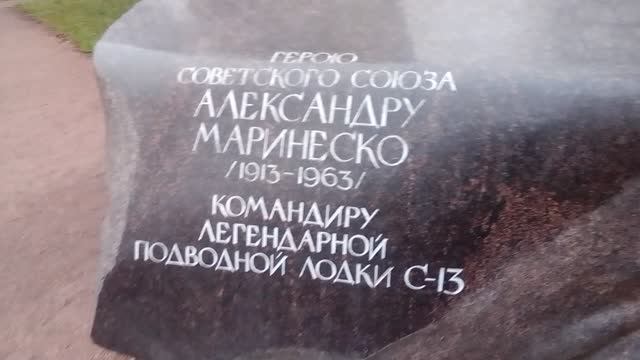 ГЕРОЮ
СОВЕТСКОГО СОЮЗА
АЛЕКСАНДРУ
МАРИНЕСКО
/1913-1963/
КОМАНДИРУ
ЛЕГЕНДАРНОЙ
ПОДВОДНОЙ ЛОДКИ С-13